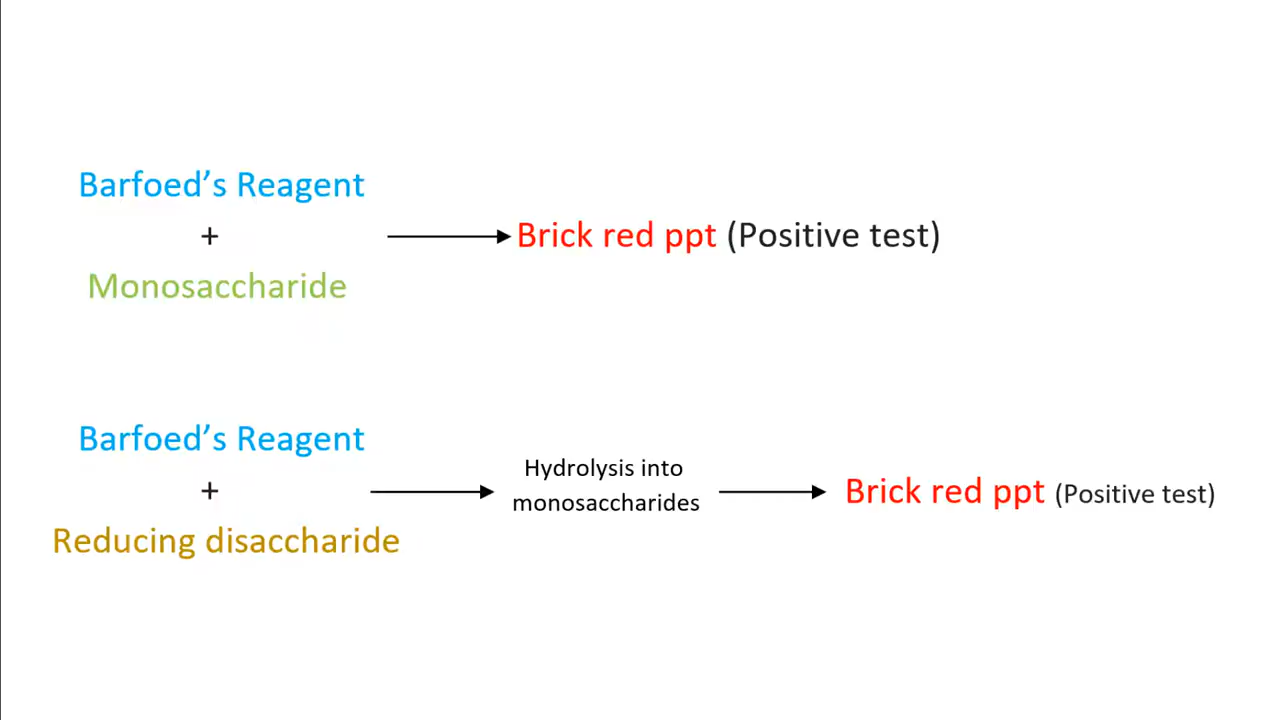 Barfoed’s Reagent
+
Monosaccharide
Brick red ppt (Positive test)
Barfoed’s Reagent
+
Reducing disaccharide
Hydrolysis into
monosaccharides
Brick red ppt (Positive test)